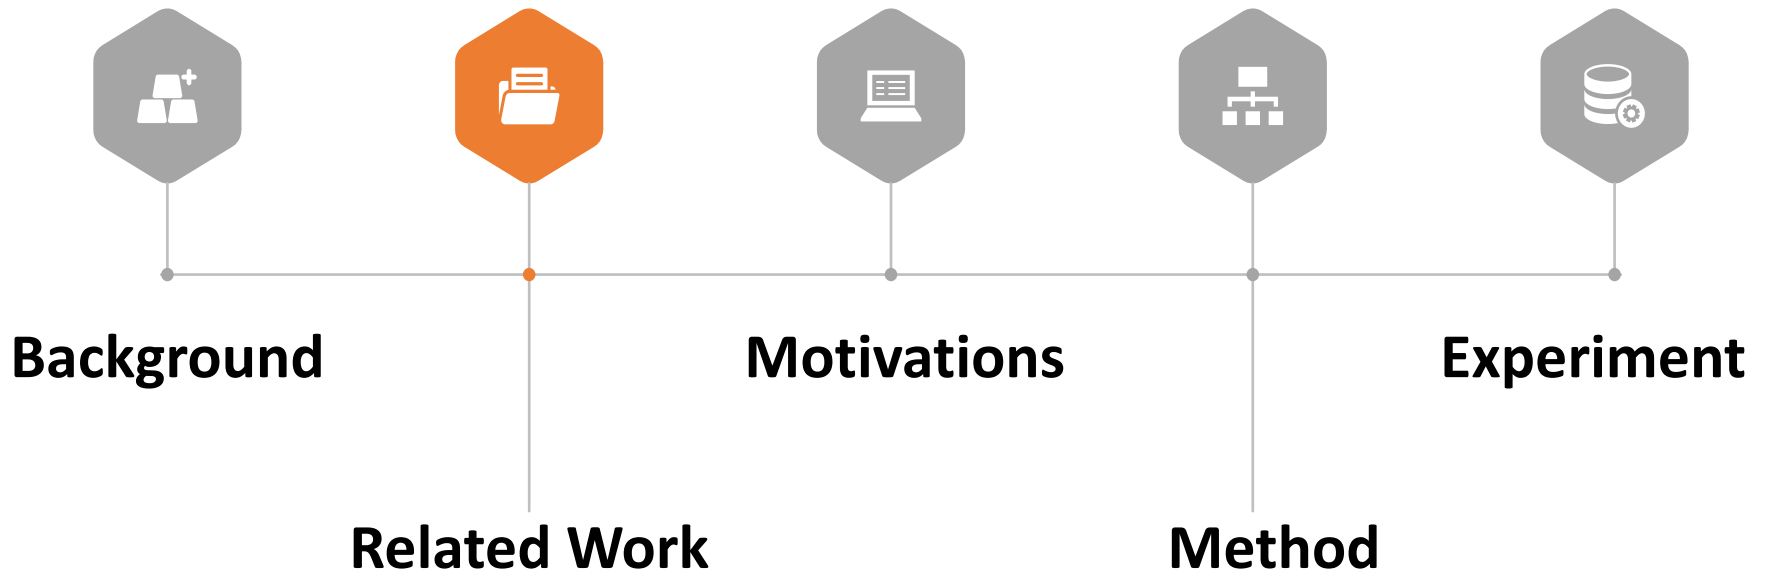 Background
Motivations
Experiment
Related Work
Method